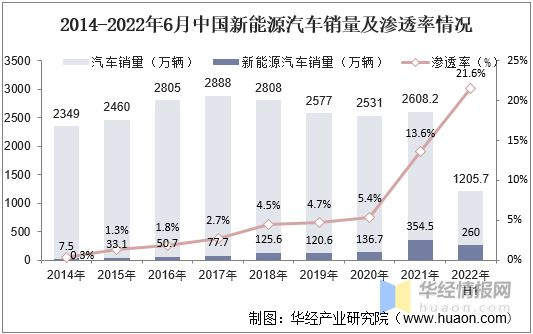 2014-2022年6月中国新能源汽车销量及渗透率情况
汽车销量（万辆） 新能源汽车销量（万辆） 渗透率（%）
3500 3000 2500 2000 1500 1000 500 0
25% 20% 15% 10% 5% 0%
2349 2460 2805 2888 2808 2577 2531 2608.2 1205.7
7.5 33.1 50.7 77.7 125.6 120.6 136.7 354.5 260
0.3% 1.3% 1.8% 2.7% 4.5% 4.7% 5.4% 13.6% 21.6%
2014年 2015年 2016年 2017年 2018年 2019年 2020年 2021年 2022年
H1
华经情报网
huaon.com
制图：华经产业研究院（www.huaon.com）